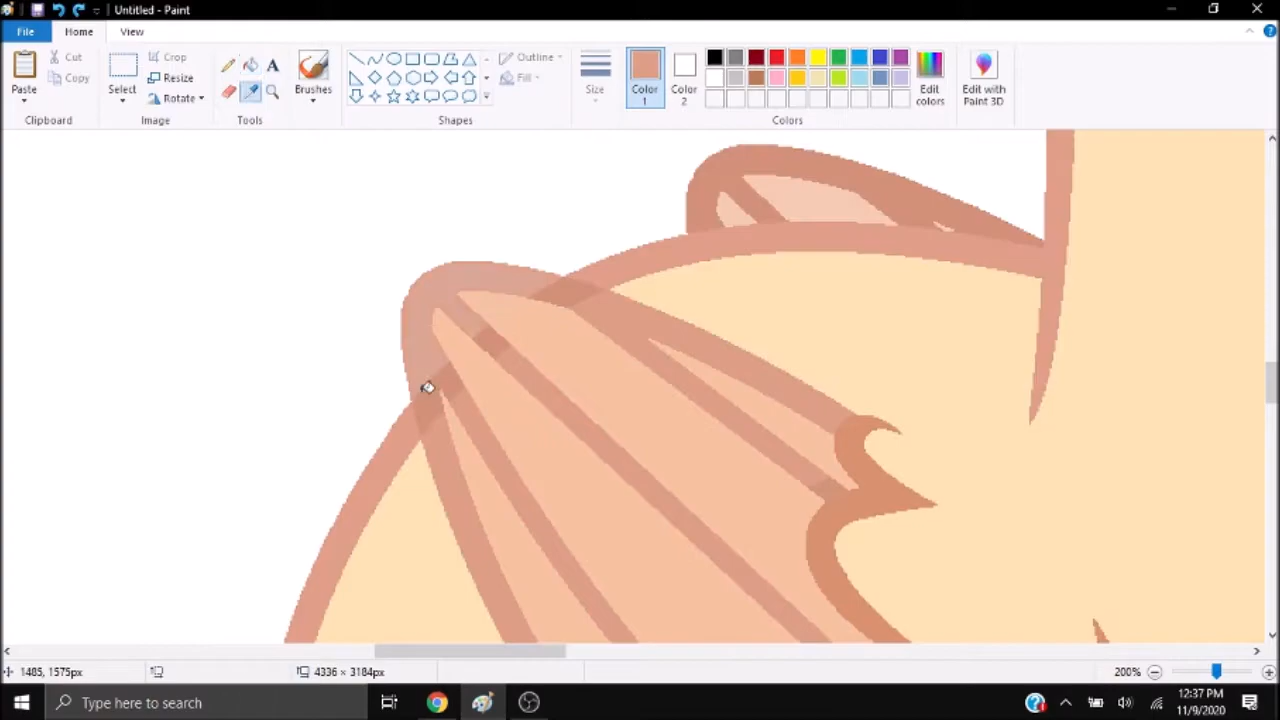 Untitled - Paint
File Home View
Paste
Cut
Copy
Clipboard
Select
Crop
Resize
Rotate
Image
A
Tools
Brushes
Outline
Fill
Shapes
Size
Color 1
Color 2
Edit colors
Colors
Edit with Paint 3D
1485, 1575px
4336 × 3184px
200%
Type here to search
12:37 PM
11/9/2020